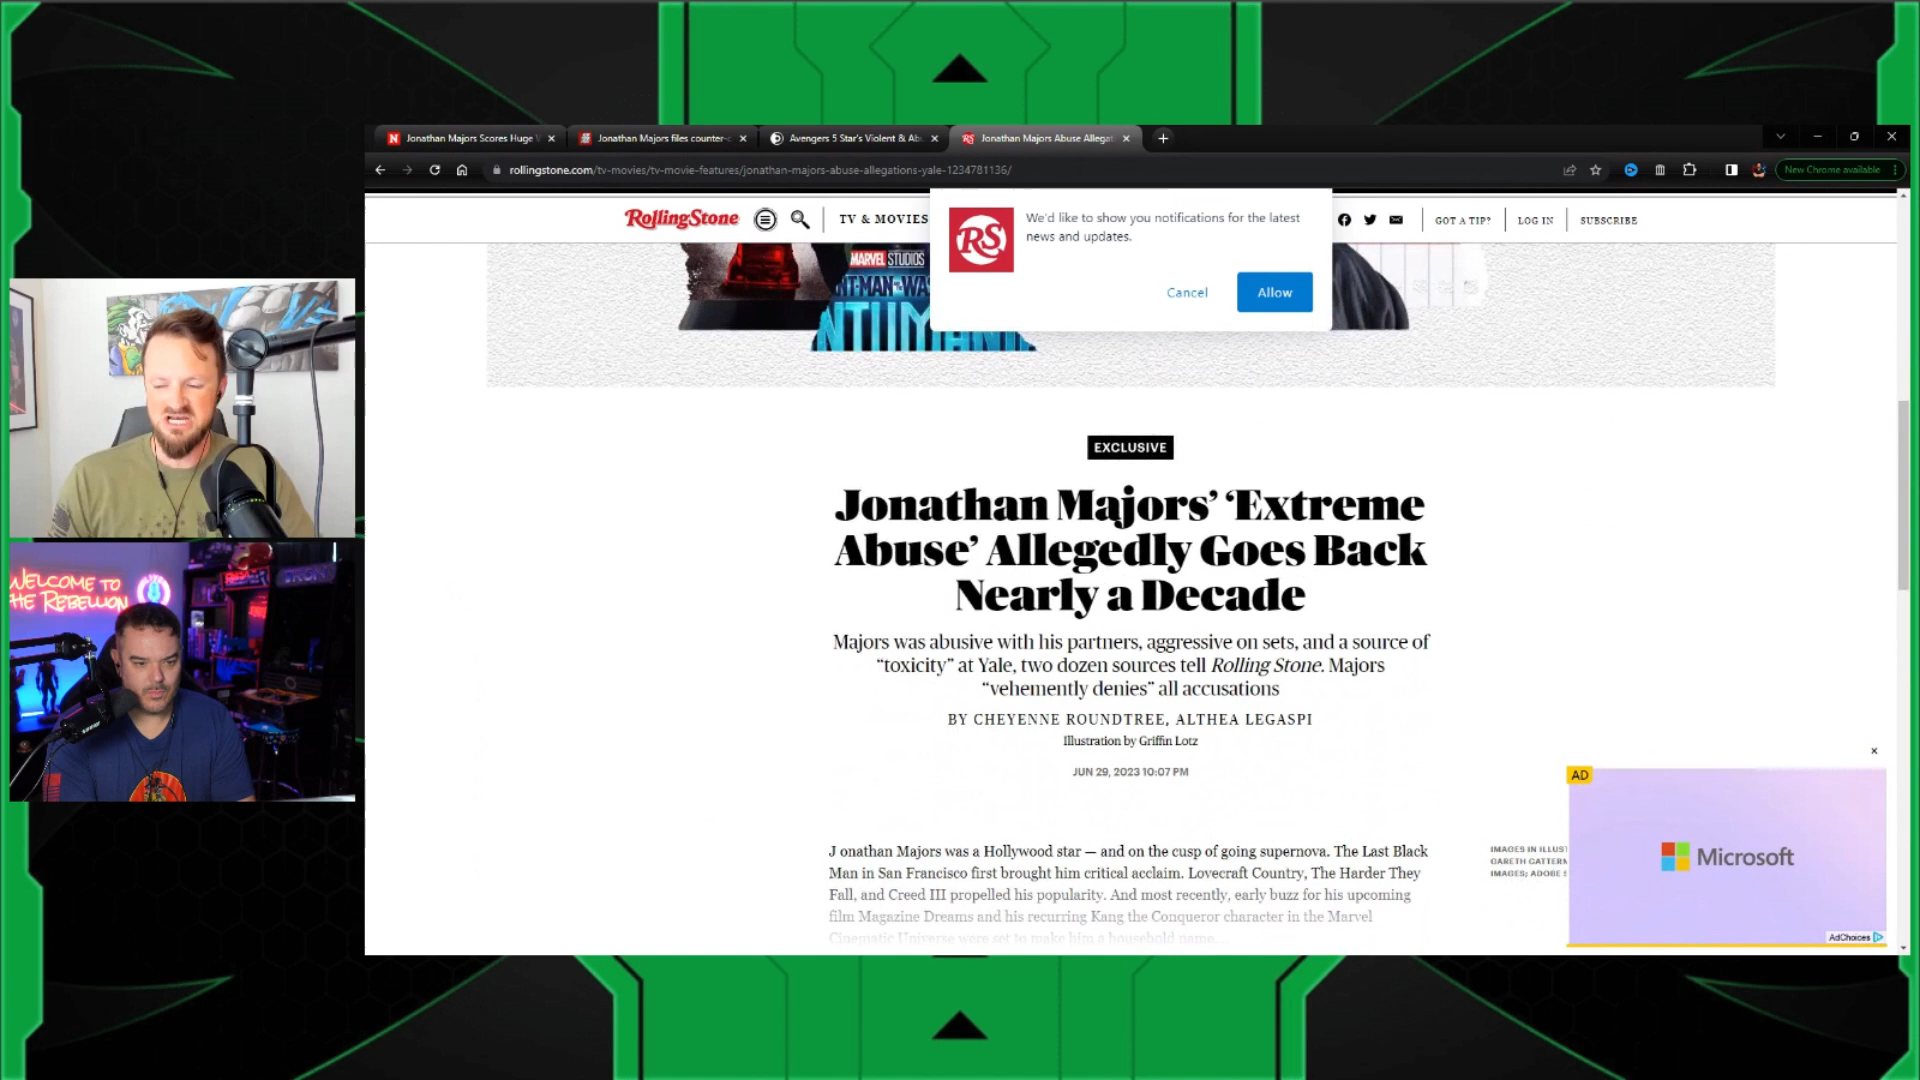 Jonathan Majors Scores Huge
Jonathan Majors files counter-
Avengers 5 Star's Violent & Ab
Jonathan Majors Abuse Allegat
rollingstone.com/tv-movies/tv-movie-features/jonathan-majors-abuse-allegations-yale-1234781136/
New Chrome available
RollingStone
TV & MOVIES
GOT A TIP?
LOG IN
SUBSCRIBE
RS
We'd like to show you notifications for the latest
news and updates.
Cancel
Allow
MARVEL STUDIOS
NT-MAN AND WA
NTUMANI
EXCLUSIVE
Jonathan Majors’ ‘Extreme
Abuse’ Allegedly Goes Back
Nearly a Decade
Majors was abusive with his partners, aggressive on sets, and a source of
“toxicity” at Yale, two dozen sources tell Rolling Stone. Majors
“vehemently denies” all accusations
BY CHEYENNE ROUNDTREE, ALTHEA LEGASPI
Illustration by Griffin Lotz
JUN 29, 2023 10:07 PM
J onathan Majors was a Hollywood star — and on the cusp of going supernova. The Last Black
Man in San Francisco first brought him critical acclaim. Lovecraft Country, The Harder They
Fall, and Creed III propelled his popularity. And most recently, early buzz for his upcoming
film Magazine Dreams and his recurring Kang the Conqueror character in the Marvel
Cinematic Universe were set to make him a household name...
IMAGES IN ILLUST
GARETH GATTERN
IMAGES; ADOBE S
AD
Microsoft
AdChoices
WELCOME TO
HE REBELLION